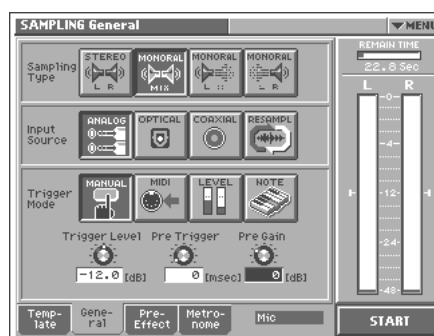 SAMPLING General
MENU
Sampling Type
STEREO L R
MONORAL MIX
MONORAL L
MONORAL R
REMAIN TIME
22.8 Sec
L R
Input Source
ANALOG
OPTICAL
COAXIAL
RESAMPL
Trigger Mode
MANUAL
MIDI
LEVEL
NOTE
-0-
-4-
-12-
-24-
-48-
Trigger Level
Pre Trigger
Pre Gain
-12.0 [dB]
0 [msec]
0 [dB]
Temp-late
Gene-ral
Pre-Effect
Metro-nome
Mic
START